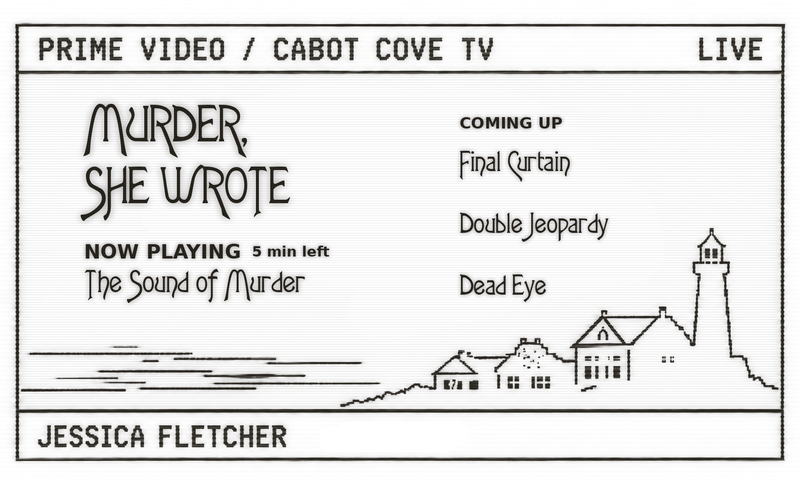 PRIME VIDEO / CABOT COVE TV
LIVE
MURDER,
SHE WROTE
NOW PLAYING 5 min left
The Sound of Murder
COMING UP
Final Curtain
Double Jeopardy
Dead Eye
JESSICA FLETCHER